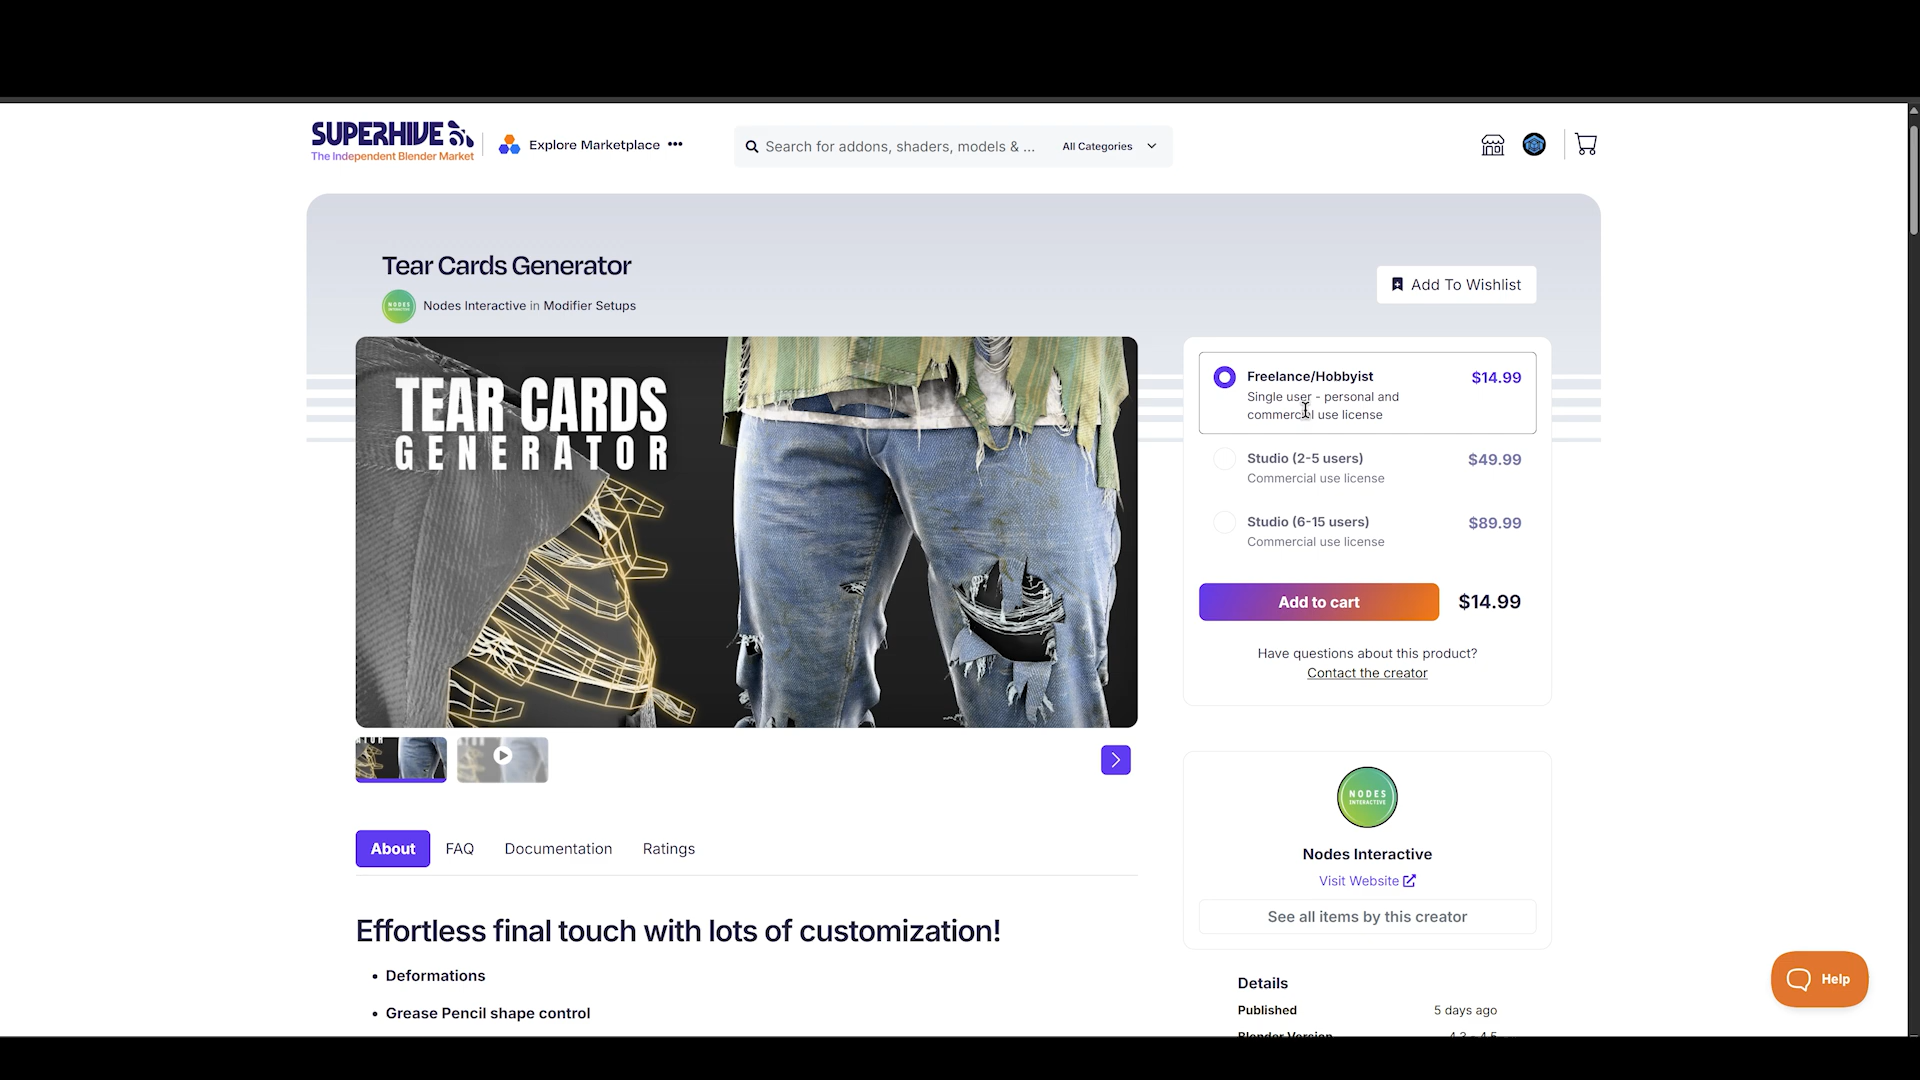 SUPERHIVE
The Independent Blender Market
Explore Marketplace •••
Search for addons, shaders, models & ...
All Categories
Tear Cards Generator
NODES
INTERACTIVE
Nodes Interactive in Modifier Setups
Add To Wishlist
TEAR CARDS
GENERATOR
Freelance/Hobbyist
$14.99
Single user - personal and
commercial use license
Studio (2-5 users)
$49.99
Commercial use license
Studio (6-15 users)
$89.99
Commercial use license
Add to cart
$14.99
Have questions about this product?
Contact the creator
NODES
INTERACTIVE
Nodes Interactive
Visit Website
See all items by this creator
About
FAQ
Documentation
Ratings
Effortless final touch with lots of customization!
• Deformations
• Grease Pencil shape control
Details
Published
5 days ago
Blender Version
4.3 - 4.5
Help